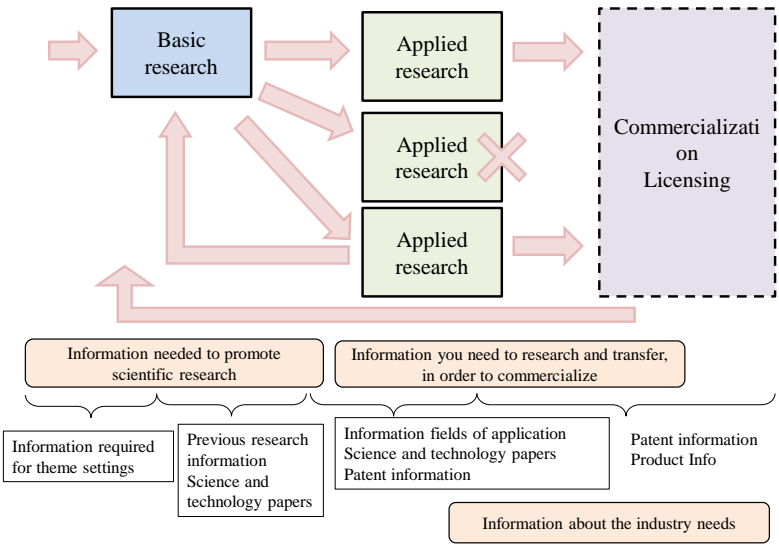 Basic
research
Applied
research
Applied
research
Applied
research
Commercializati
on
Licensing
Information needed to promote
scientific research
Information you need to research and transfer,
in order to commercialize
Information required
for theme settings
Previous research
information
Science and
technology papers
Information fields of application
Science and technology papers
Patent information
Patent information
Product Info
Information about the industry needs